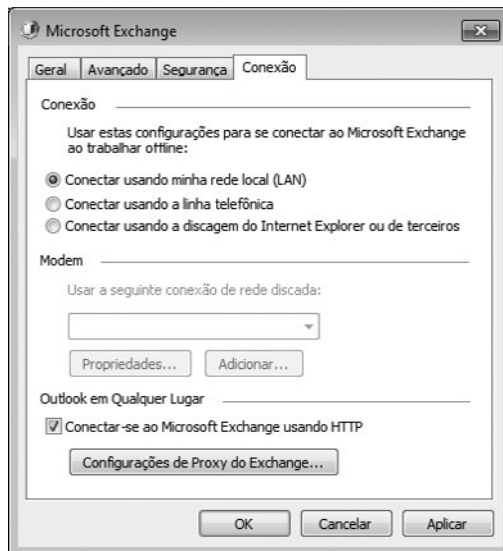 Microsoft Exchange
Geral Avançado Segurança Conexão
Conexão
Usar estas configurações para se conectar ao Microsoft Exchange
ao trabalhar offline:
Conectar usando minha rede local (LAN)
Conectar usando a linha telefônica
Conectar usando a discagem do Internet Explorer ou de terceiros
Modem
Usar a seguinte conexão de rede discada:
Propriedades... Adicionar...
Outlook em Qualquer Lugar
Conectar-se ao Microsoft Exchange usando HTTP
Configurações de Proxy do Exchange...
OK Cancelar Aplicar